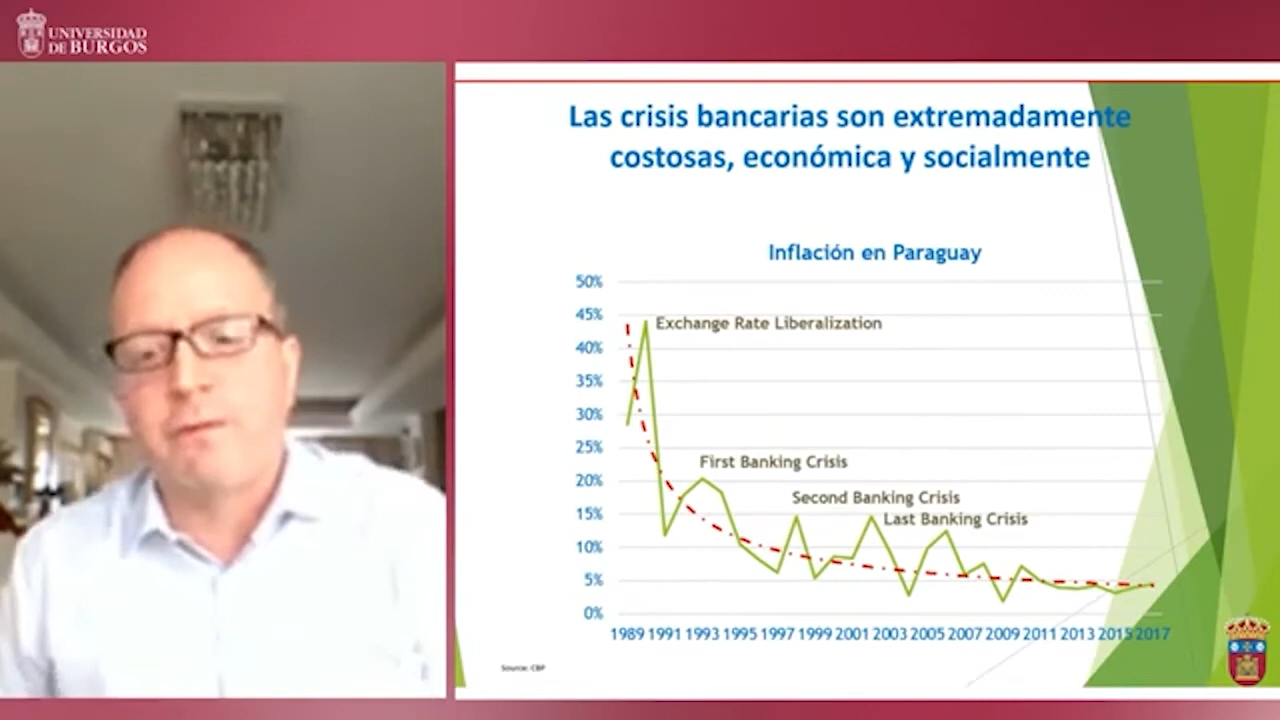 UNIVERSIDAD
DE BURGOS
Las crisis bancarias son extremadamente
costosas, económica y socialmente
Inflación en Paraguay
50%
45%
40%
35%
30%
25%
20%
15%
10%
5%
0%
Exchange Rate Liberalization
First Banking Crisis
Second Banking Crisis
Last Banking Crisis
1989 1991 1993 1995 1997 1999 2001 2003 2005 2007 2009 2011 2013 2015 2017
Source: CBP